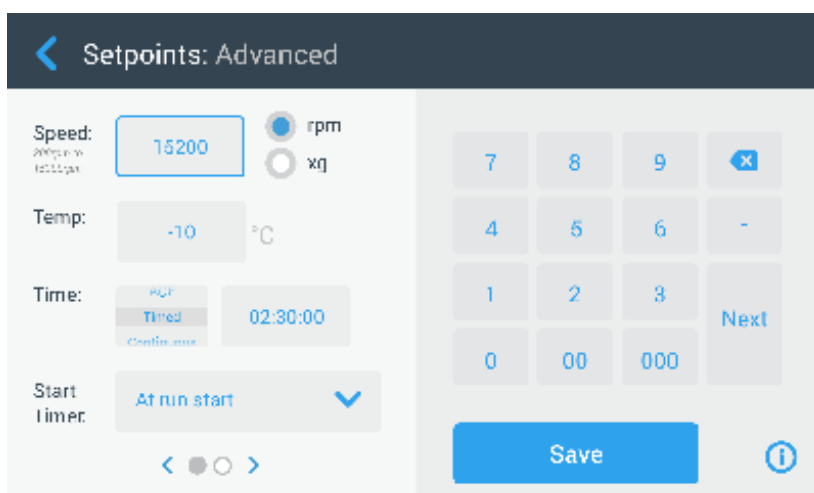 Setpoints: Advanced
Speed:
15200
rpm
xg
Temp:
-10
°C
Time:
Timed
Continuous
02:30:00
Start
Timer:
At run start
7 8 9
4 5 6 -
1 2 3
Next
0 00 000
Save